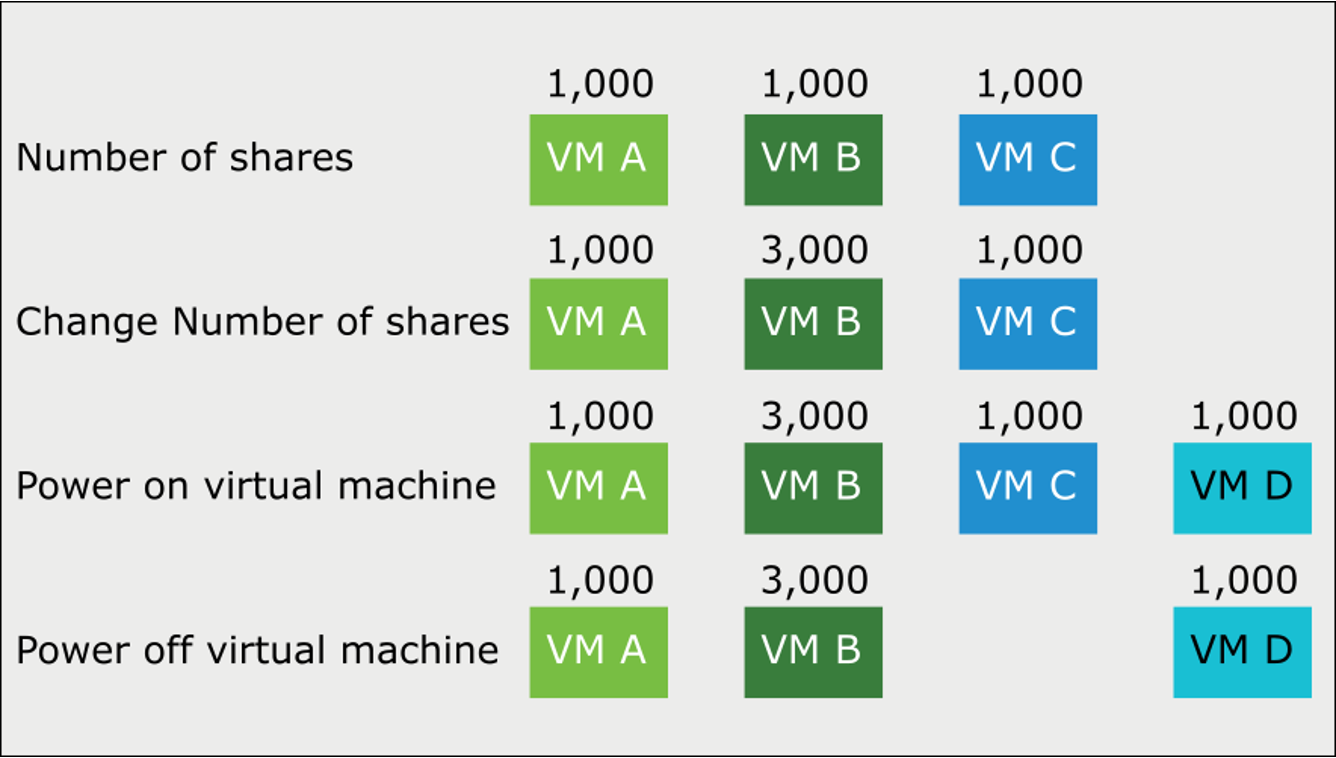 1,000 1,000 1,000
Number of shares VM A VM B VM C
1,000 3,000 1,000
Change Number of shares VM A VM B VM C
1,000 3,000 1,000 1,000
Power on virtual machine VM A VM B VM C VM D
1,000 3,000 1,000
Power off virtual machine VM A VM B VM D